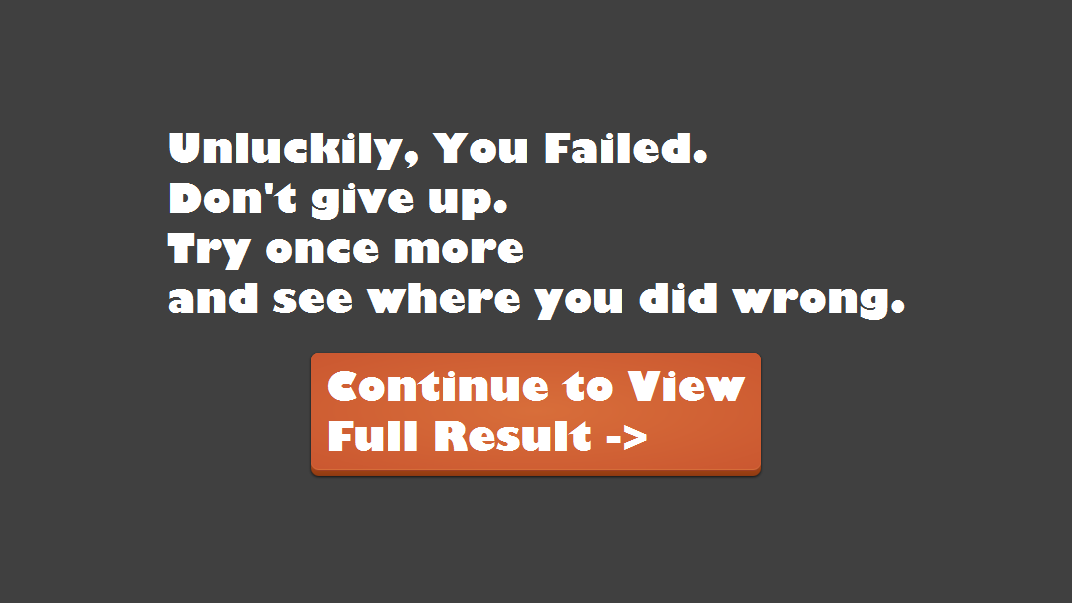 Unluckily, You Failed.
Don't give up.
Try once more
and see where you did wrong.
Continue to View
Full Result ->